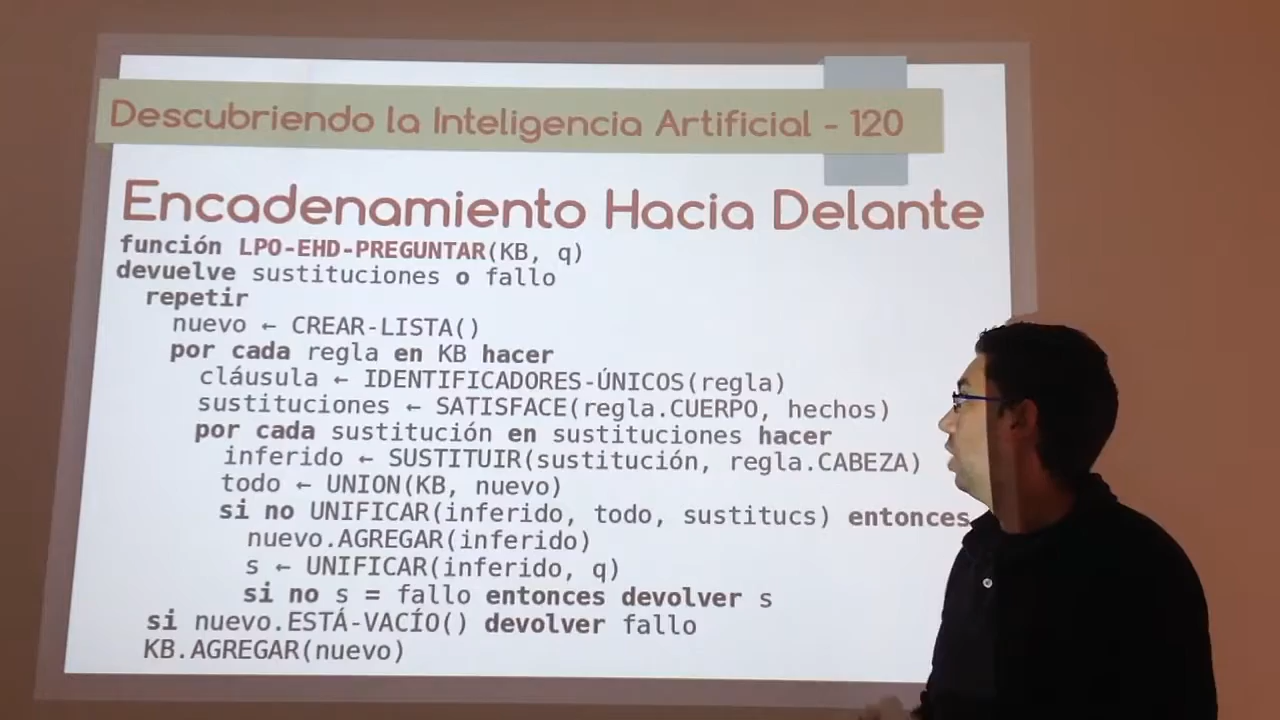 Descubriendo la Inteligencia Artificial - 120
Encadenamiento Hacia Delante
función LPO-EHD-PREGUNTAR(KB, q)
devuelve sustituciones o fallo
repetir
nuevo ← CREAR-LISTA()
por cada regla en KB hacer
cláusula ← IDENTIFICADORES-ÚNICOS(regla)
sustituciones ← SATISFACE(regla.CUERPO, hechos)
por cada sustitución en sustituciones hacer
inferido ← SUSTITUIR(sustitución, regla.CABEZA)
todo ← UNION(KB, nuevo)
si no UNIFICAR(inferido, todo, sustitucs) entonces
nuevo.AGREGAR(inferido)
s ← UNIFICAR(inferido, q)
si no s = fallo entonces devolver s
si nuevo.ESTÁ-VACÍO() devolver fallo
KB.AGREGAR(nuevo)